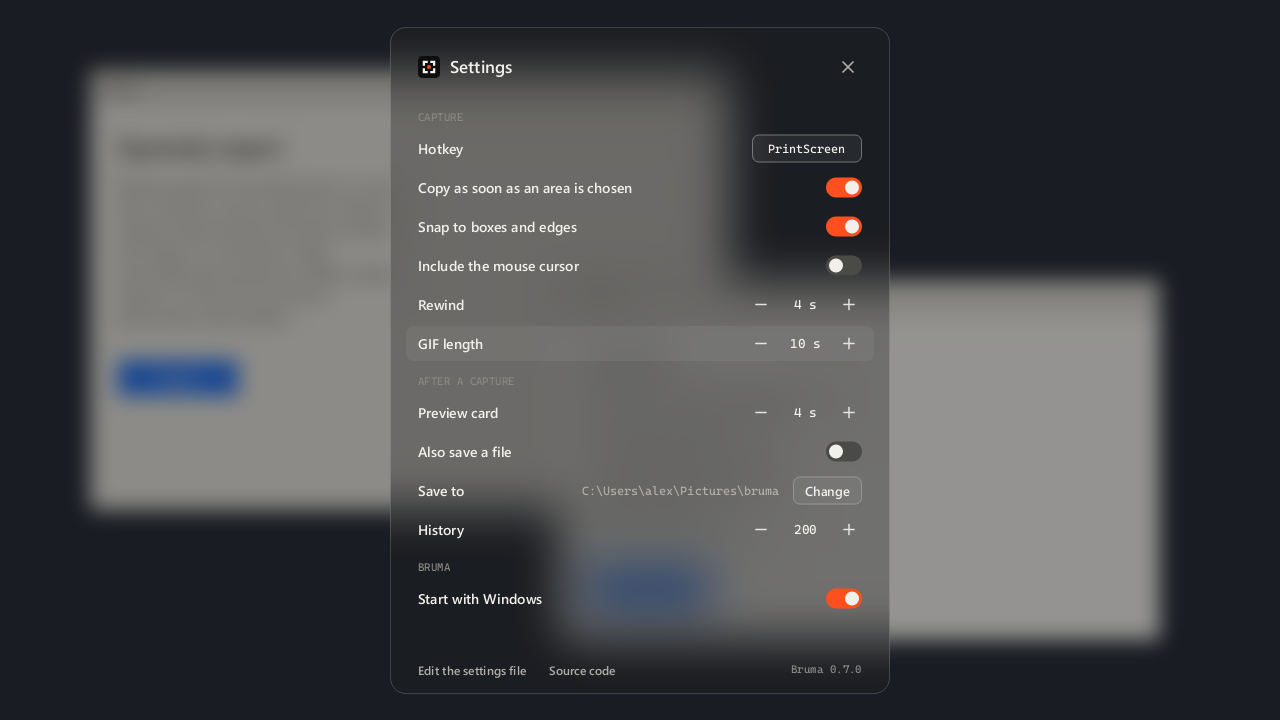 Settings
CAPTURE
Hotkey PrintScreen
Copy as soon as an area is chosen
Snap to boxes and edges
Include the mouse cursor
Rewind − 4 s +
GIF length − 10 s +
AFTER A CAPTURE
Preview card − 4 s +
Also save a file
Save to C:\Users\alex\Pictures\bruma Change
History − 200 +
BRUMA
Start with Windows
Edit the settings file Source code Bruma 0.7.0